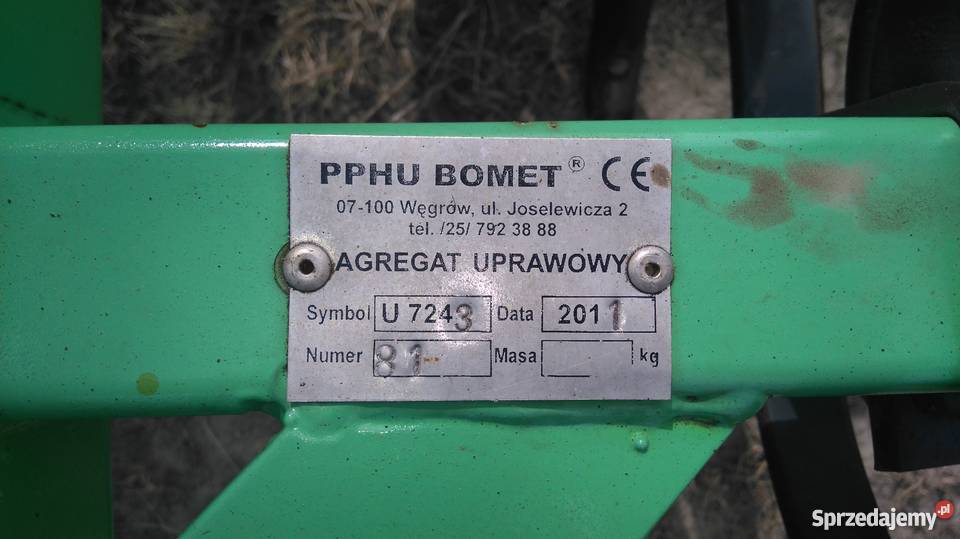 PPHU BOMET® CE
07-100 Węgrów, ul. Joselewicza 2
tel. /25/ 792 38 88
AGREGAT UPRAWOWY
Symbol U 7243 Data 2011
Numer 81 Masa kg
Sprzedajemy.pl